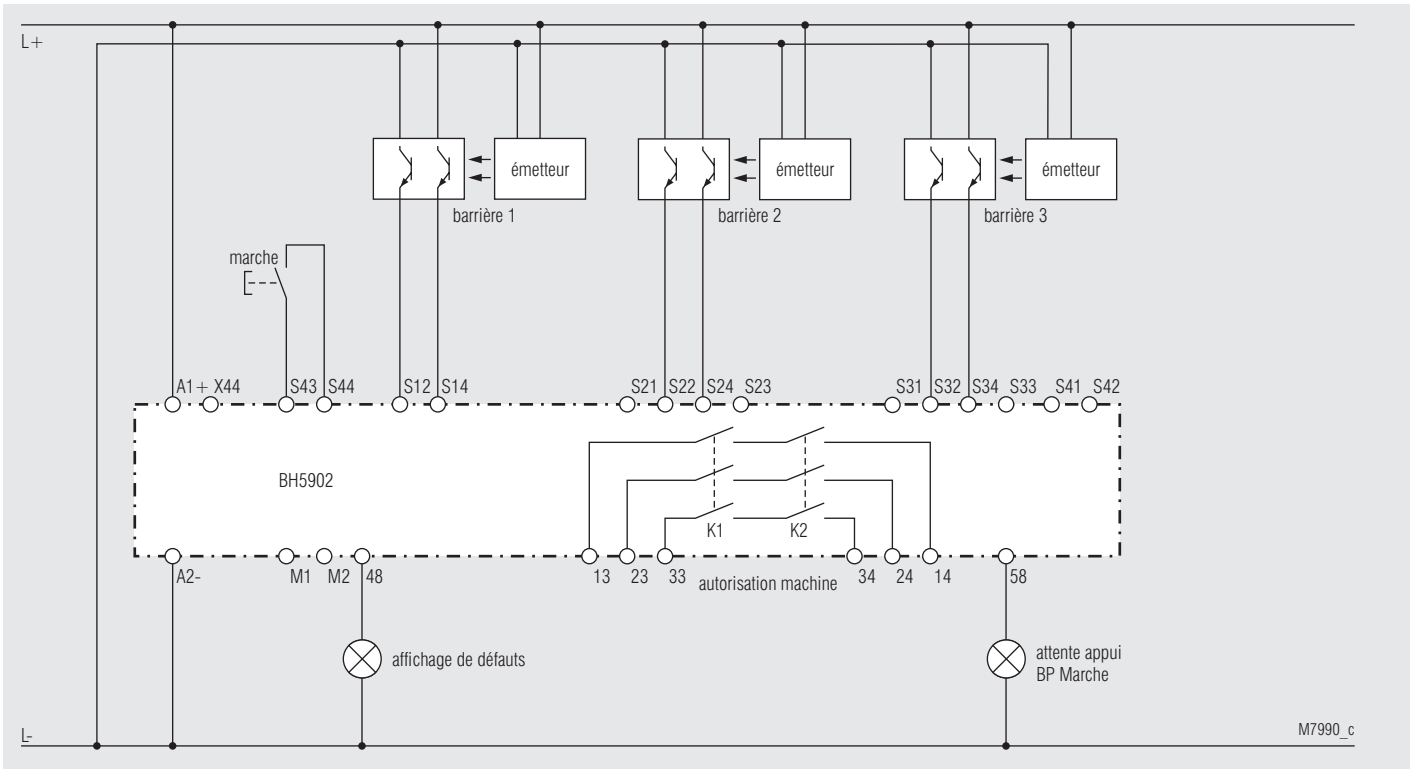 L+
émetteur
émetteur
émetteur
barrière 1
barrière 2
barrière 3
marche
A1+ X44 S43 S44 S12 S14 S21 S22 S24 S23 S31 S32 S34 S33 S41 S42
BH5902
K1 K2
A2- M1 M2 48 13 23 33 autorisation machine 34 24 14 58
affichage de défauts
attente appui
BP Marche
L-
M7990_c